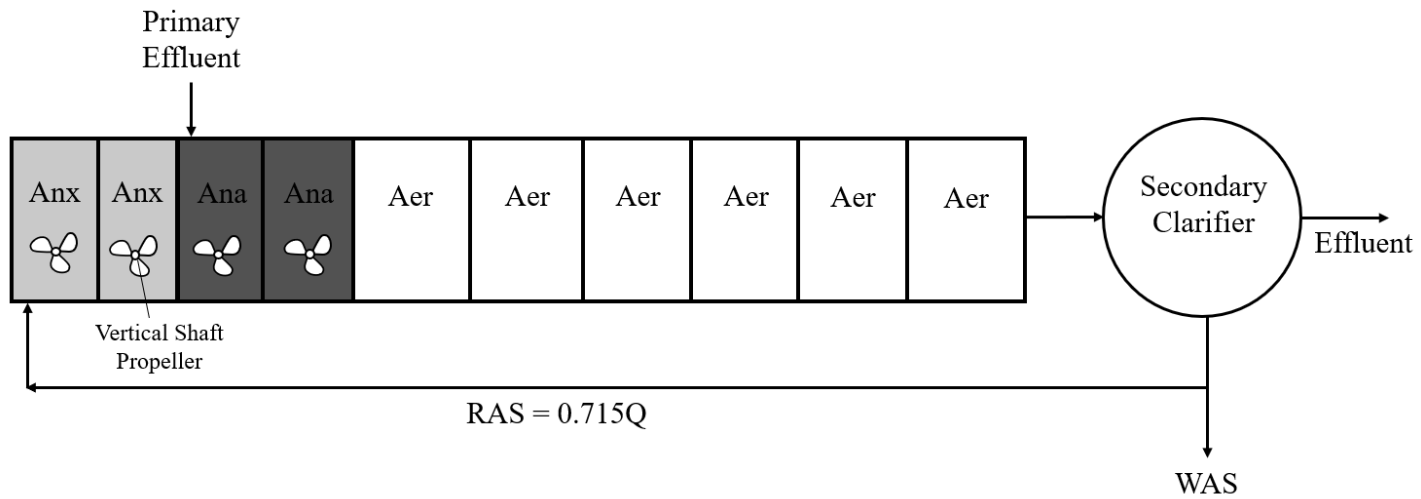 Primary
Effluent
Anx
Anx
Ana
Ana
Aer
Aer
Aer
Aer
Aer
Aer
Secondary
Clarifier
Effluent
Vertical Shaft
Propeller
RAS = 0.715Q
WAS